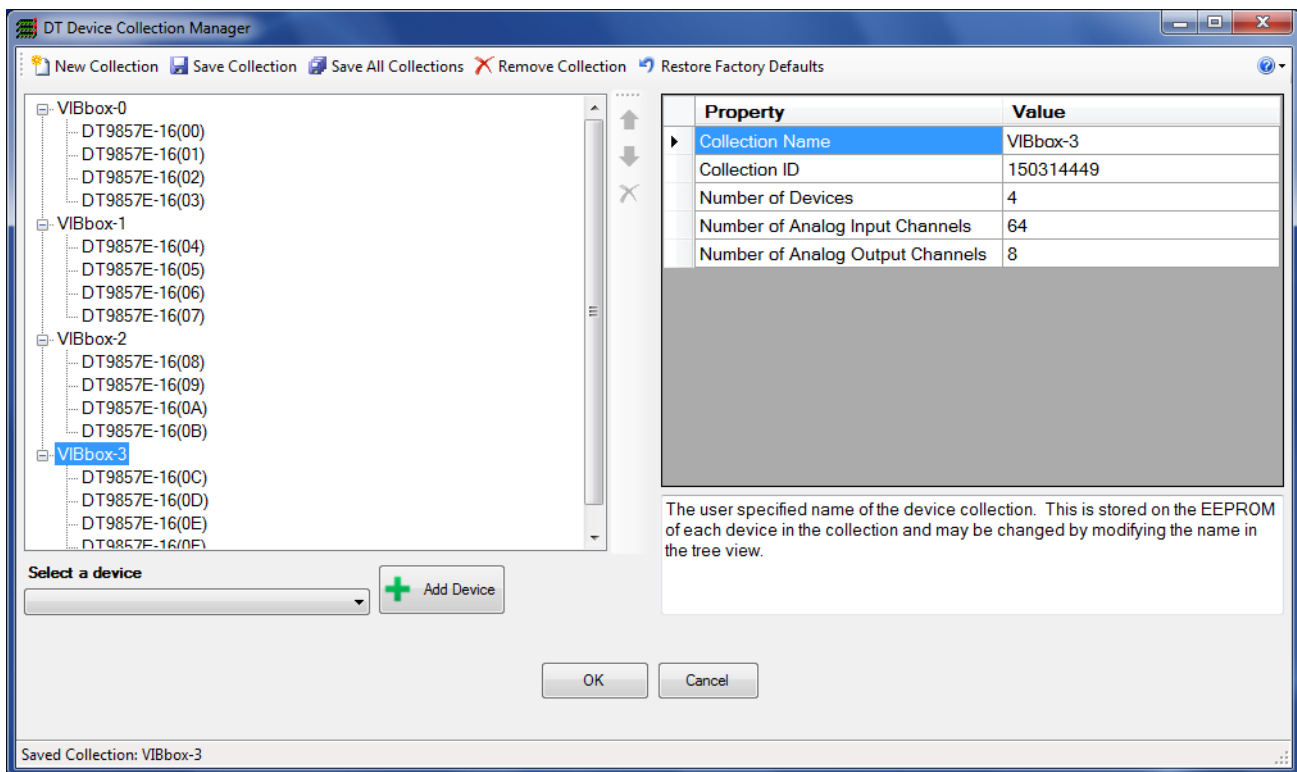 DT Device Collection Manager
New Collection Save Collection Save All Collections Remove Collection Restore Factory Defaults
VIBbox-0
DT9857E-16(00)
DT9857E-16(01)
DT9857E-16(02)
DT9857E-16(03)
VIBbox-1
DT9857E-16(04)
DT9857E-16(05)
DT9857E-16(06)
DT9857E-16(07)
VIBbox-2
DT9857E-16(08)
DT9857E-16(09)
DT9857E-16(0A)
DT9857E-16(0B)
VIBbox-3
DT9857E-16(0C)
DT9857E-16(0D)
DT9857E-16(0E)
DT9857E-16(0F)
Select a device
Add Device
Property Value
Collection Name VIBbox-3
Collection ID 150314449
Number of Devices 4
Number of Analog Input Channels 64
Number of Analog Output Channels 8
The user specified name of the device collection. This is stored on the EEPROM
of each device in the collection and may be changed by modifying the name in
the tree view.
OK Cancel
Saved Collection: VIBbox-3